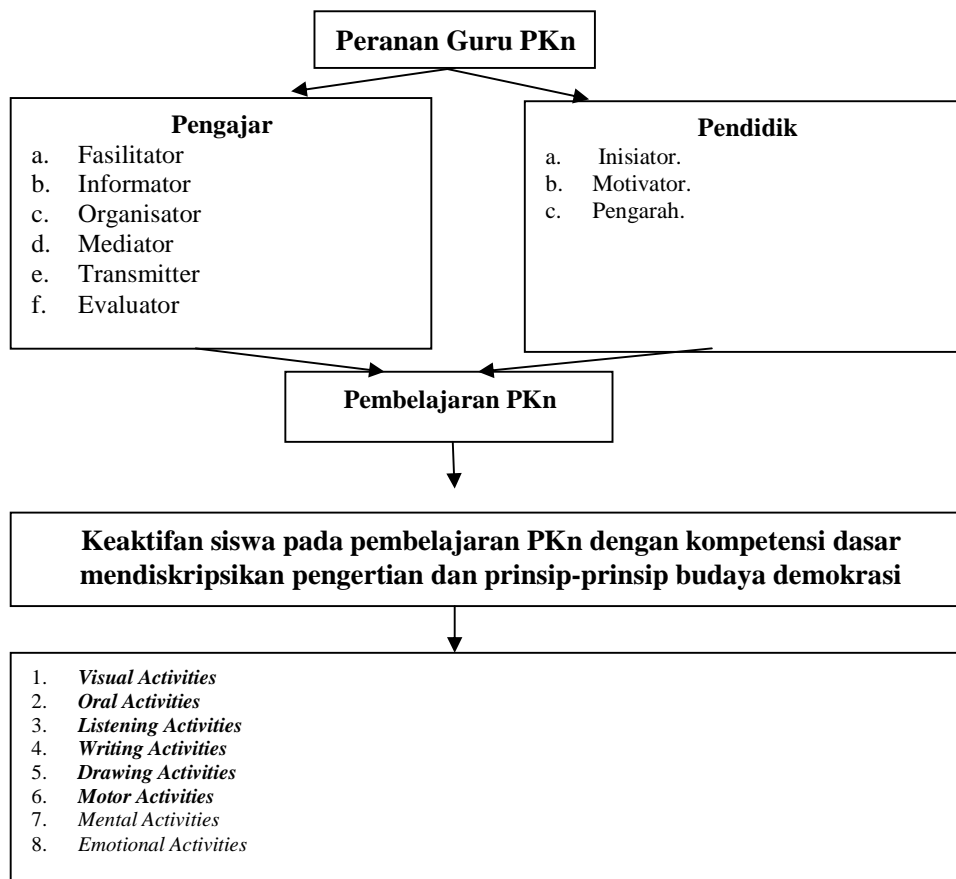 Peranan Guru PKn
Pengajar
a. Fasilitator
b. Informator
c. Organisator
d. Mediator
e. Transmitter
f. Evaluator
Pendidik
a. Inisiator.
b. Motivator.
c. Pengarah.
Pembelajaran PKn
Keaktifan siswa pada pembelajaran PKn dengan kompetensi dasar
mendiskripsikan pengertian dan prinsip-prinsip budaya demokrasi
1. Visual Activities
2. Oral Activities
3. Listening Activities
4. Writing Activities
5. Drawing Activities
6. Motor Activities
7. Mental Activities
8. Emotional Activities